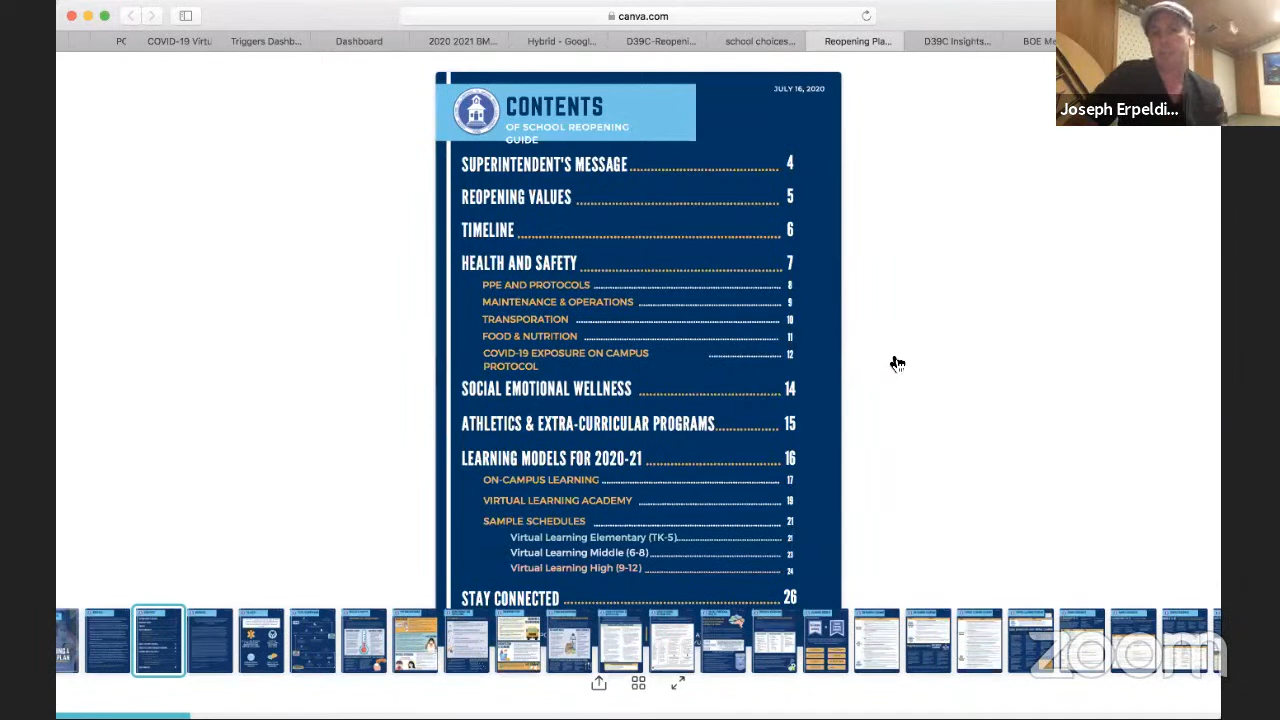 canva.com
PC
COVID-19 Virtu
Triggers Dashb...
Dashboard
2020 2021 BM...
Hybrid - Googl...
D39C-Reopeni...
school choices...
Reopening Pla...
D39C Insights...
BOE Me
Joseph Erpeldi...
JULY 16, 2020
CONTENTS
OF SCHOOL REOPENING
GUIDE
SUPERINTENDENT'S MESSAGE 4
REOPENING VALUES 5
TIMELINE 6
HEALTH AND SAFETY 7
PPE AND PROTOCOLS 8
MAINTENANCE & OPERATIONS 9
TRANSPORATION 10
FOOD & NUTRITION 11
COVID-19 EXPOSURE ON CAMPUS 12
PROTOCOL
SOCIAL EMOTIONAL WELLNESS 14
ATHLETICS & EXTRA-CURRICULAR PROGRAMS 15
LEARNING MODELS FOR 2020-21 16
ON-CAMPUS LEARNING 17
VIRTUAL LEARNING ACADEMY 19
SAMPLE SCHEDULES 21
Virtual Learning Elementary (TK-5) 21
Virtual Learning Middle (6-8) 23
Virtual Learning High (9-12) 24
STAY CONNECTED 26
zoom